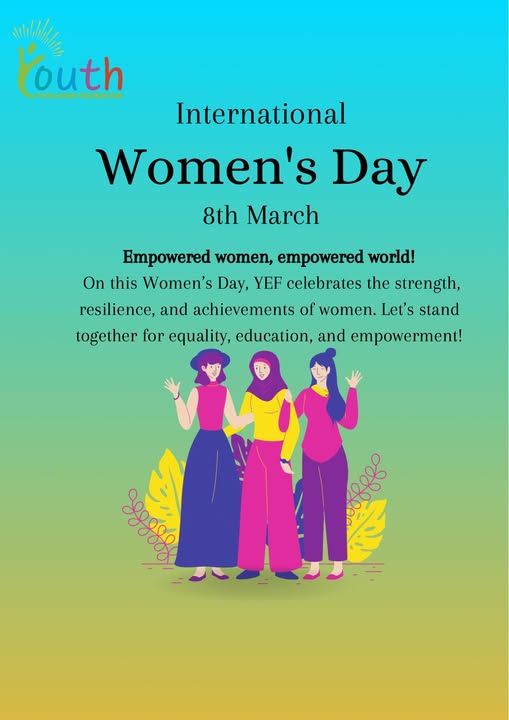 Youth
International
Women's Day
8th March
Empowered women, empowered world!
On this Women’s Day, YEF celebrates the strength,
resilience, and achievements of women. Let’s stand
together for equality, education, and empowerment!